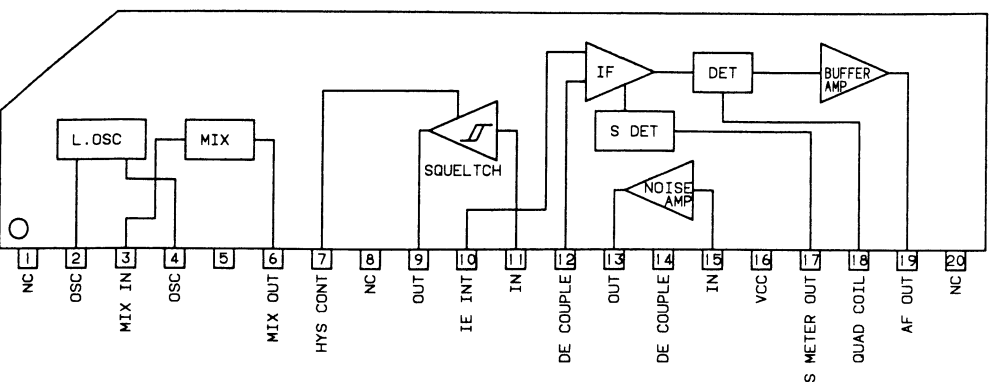 IF
DET
BUFFER
AMP
L.OSC
MIX
S DET
SQUELTCH
NOISE
AMP
1 2 3 4 5 6 7 8 9 10 11 12 13 14 15 16 17 18 19 20
NC
OSC
MIX IN
OSC
MIX OUT
HYS CONT
NC
OUT
IE INT
IN
DE COUPLE
OUT
DE COUPLE
IN
VCC
S METER OUT
QUAD COIL
AF OUT
NC